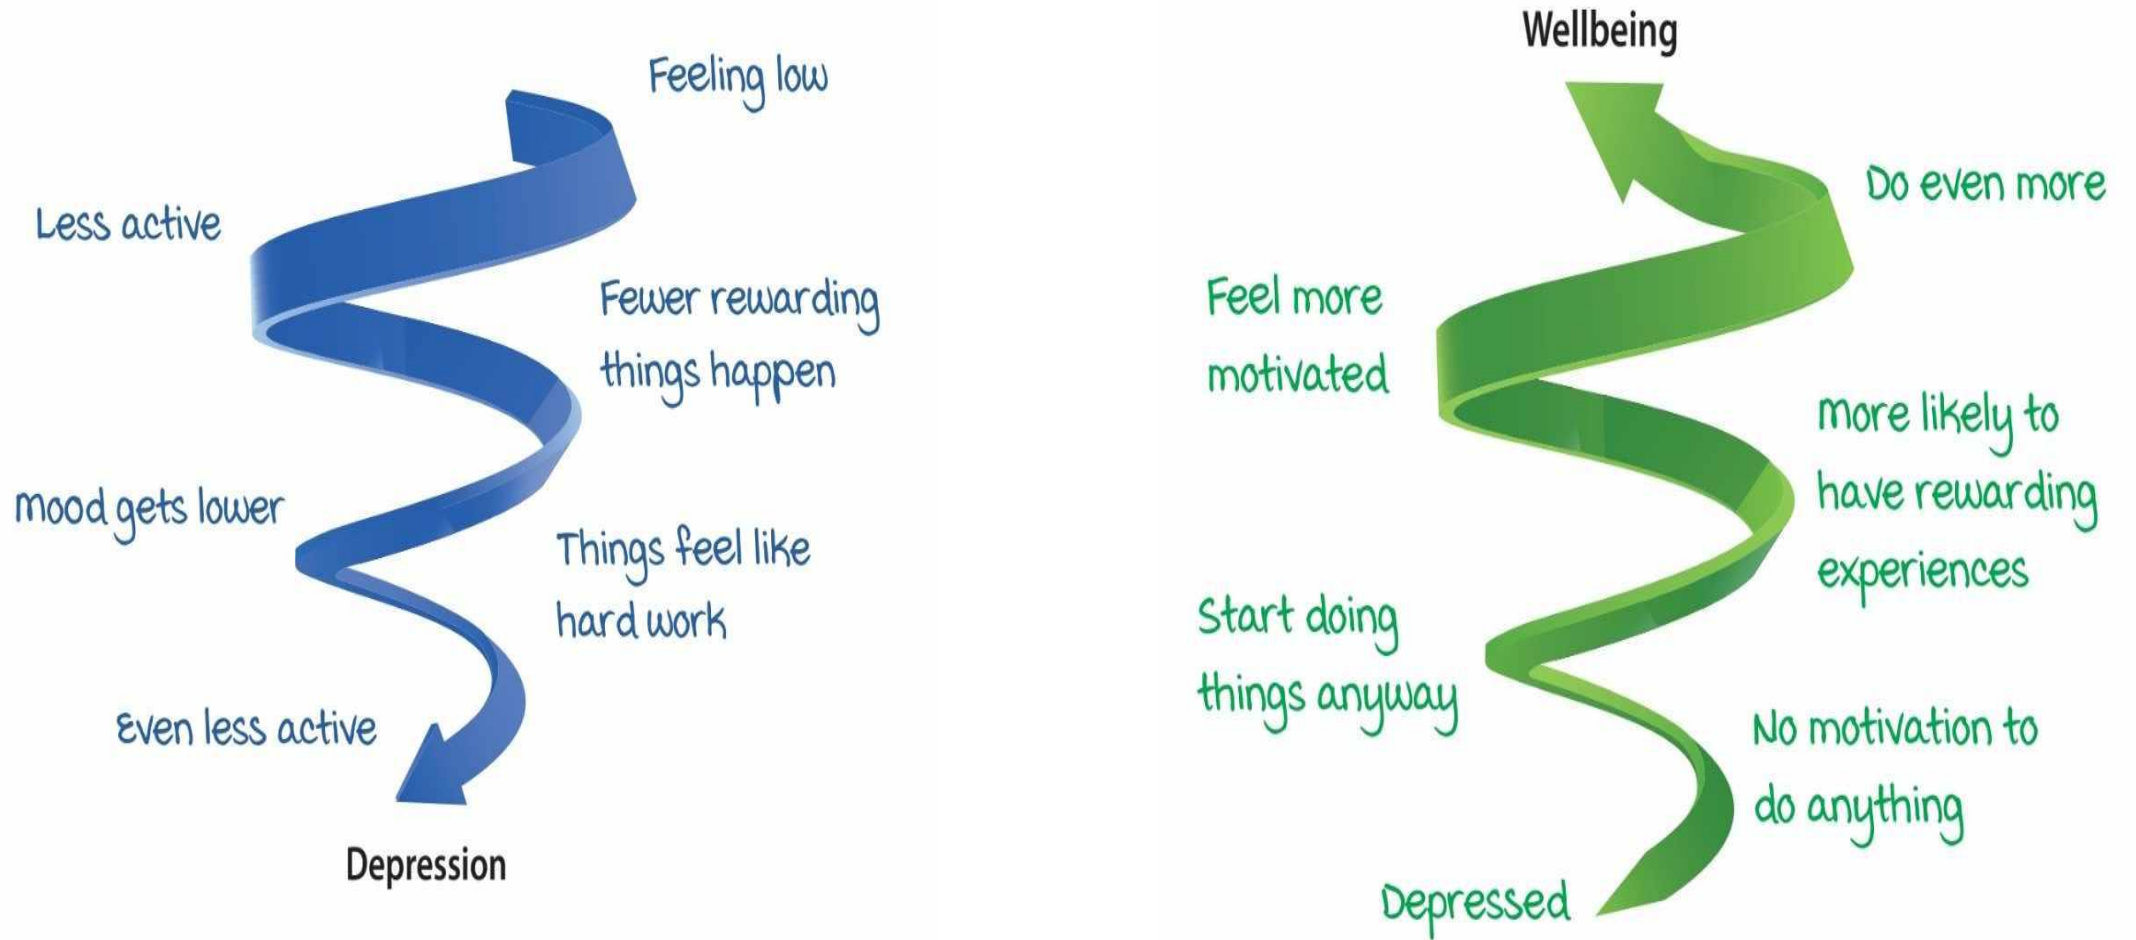 Feeling low
Less active
Fewer rewarding
things happen
mood gets lower
Things feel like
hard work
Even less active
Depression
Wellbeing
Do even more
Feel more
motivated
more likely to
have rewarding
experiences
Start doing
things anyway
No motivation to
do anything
Depressed